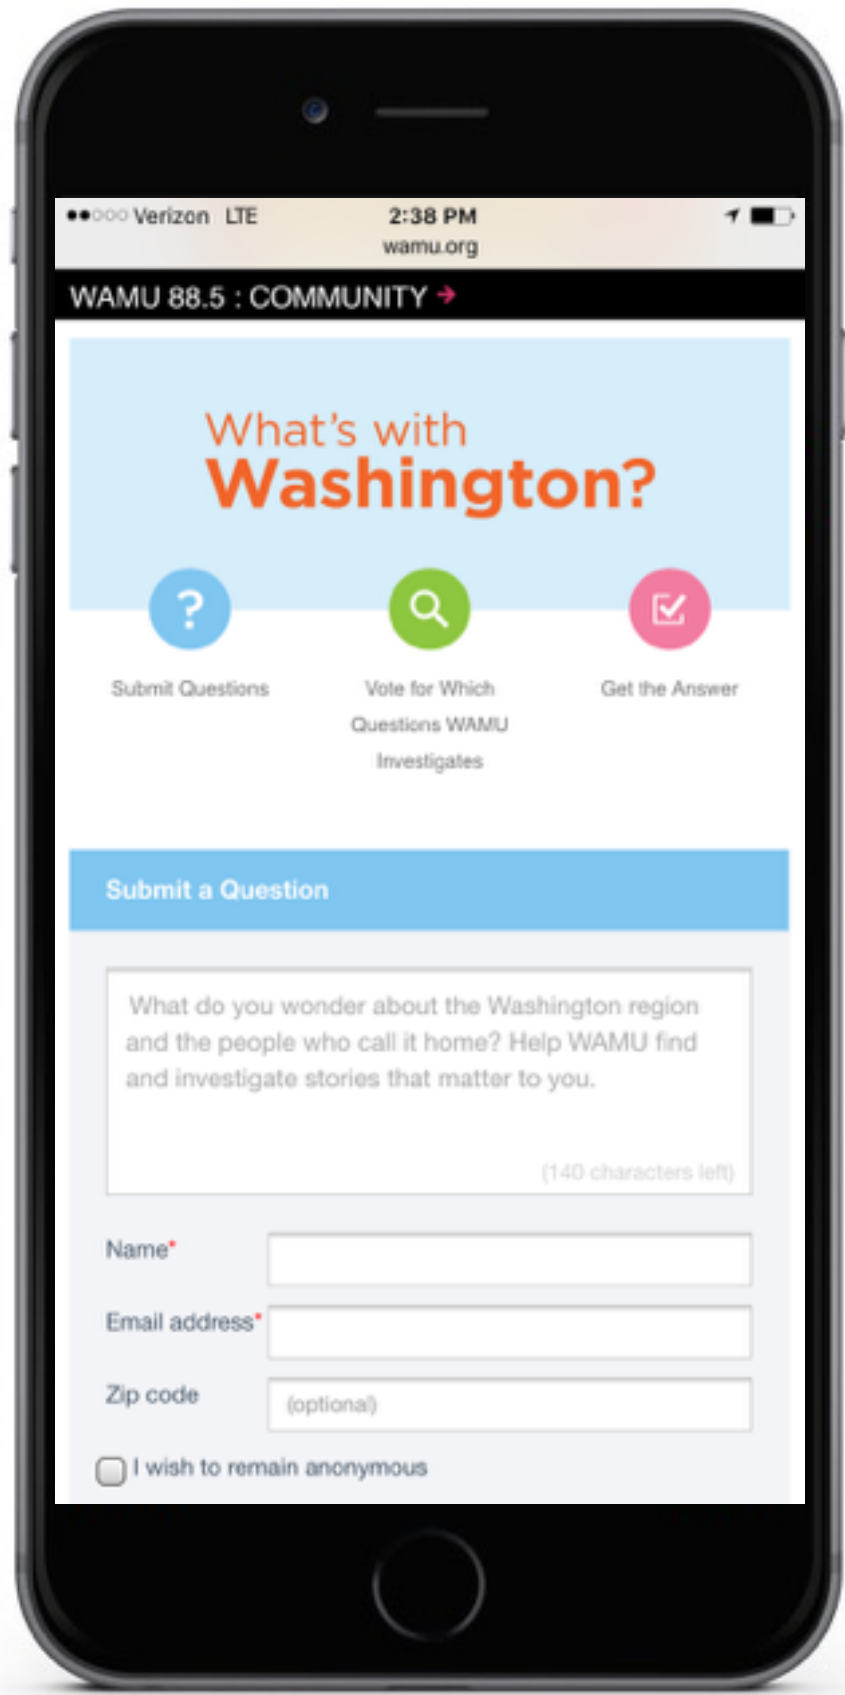 Verizon LTE 2:38 PM
wamu.org
WAMU 88.5 : COMMUNITY →
What's with
Washington?
?
Submit Questions
Vote for Which
Questions WAMU
Investigates
Get the Answer
Submit a Question
What do you wonder about the Washington region
and the people who call it home? Help WAMU find
and investigate stories that matter to you.
(140 characters left)
Name*
Email address*
Zip code (optional)
I wish to remain anonymous